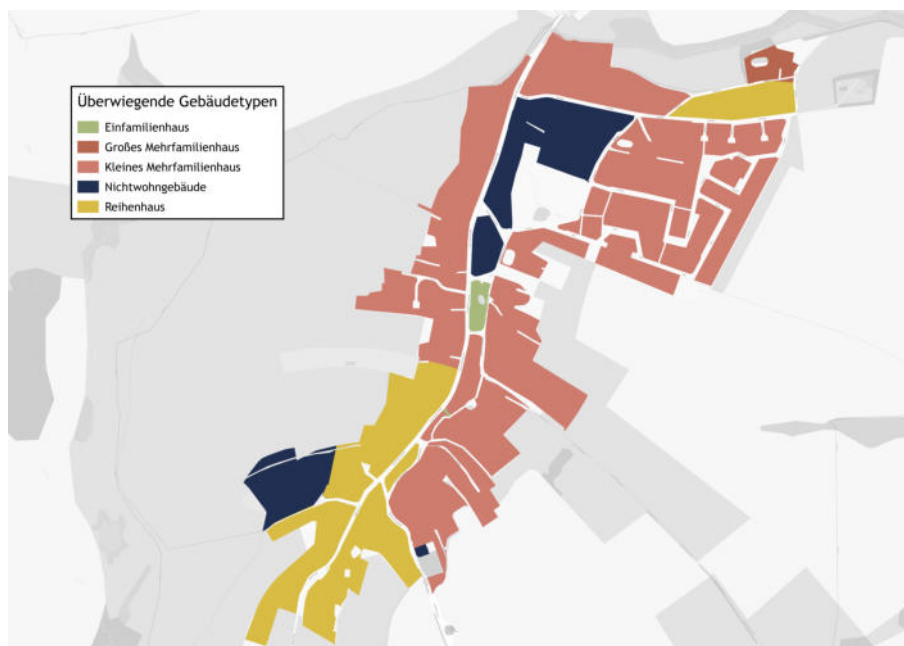 Überwiegende Gebäudetypen
Einfamilienhaus
Großes Mehrfamilienhaus
Kleines Mehrfamilienhaus
Nichtwohngebäude
Reihenhaus